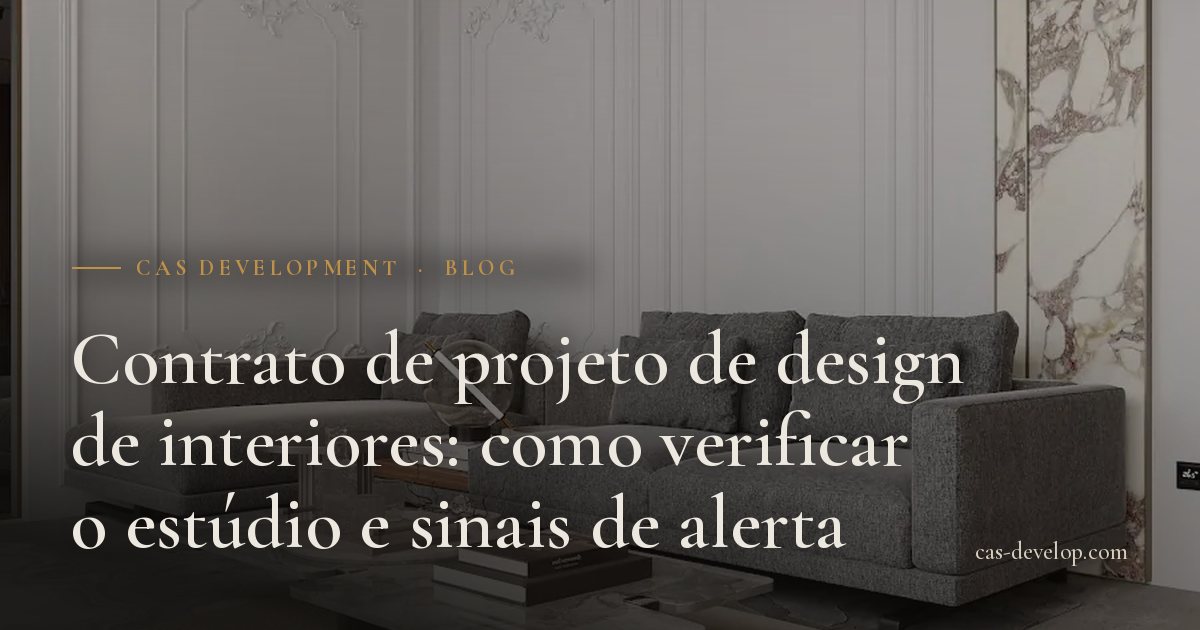 CAS DEVELOPMENT · BLOG
Contrato de projeto de design
de interiores: como verificar
o estúdio e sinais de alerta
cas-develop.com